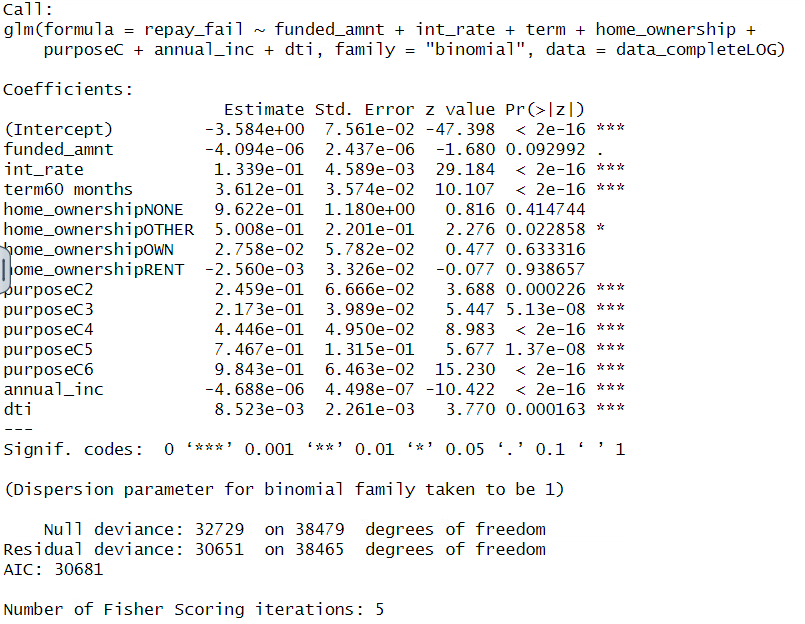 Call:
glm(formula = repay_fail ~ funded_amnt + int_rate + term + home_ownership +
    purposeC + annual_inc + dti, family = "binomial", data = data_completeLOG)

Coefficients:
                      Estimate Std. Error z value Pr(>|z|)
(Intercept)         -3.584e+00  7.561e-02 -47.398  < 2e-16 ***
funded_amnt         -4.094e-06  2.437e-06  -1.680 0.092992 .
int_rate             1.339e-01  4.589e-03  29.184  < 2e-16 ***
term60 months        3.612e-01  3.574e-02  10.107  < 2e-16 ***
home_ownershipNONE   9.622e-01  1.180e+00   0.816 0.414744
home_ownershipOTHER  5.008e-01  2.201e-01   2.276 0.022858 *
home_ownershipOWN    2.758e-02  5.782e-02   0.477 0.633316
home_ownershipRENT  -2.560e-03  3.326e-02  -0.077 0.938657
purposeC2            2.459e-01  6.666e-02   3.688 0.000226 ***
purposeC3            2.173e-01  3.989e-02   5.447 5.13e-08 ***
purposeC4            4.446e-01  4.950e-02   8.983  < 2e-16 ***
purposeC5            7.467e-01  1.315e-01   5.677 1.37e-08 ***
purposeC6            9.843e-01  6.463e-02  15.230  < 2e-16 ***
annual_inc          -4.688e-06  4.498e-07 -10.422  < 2e-16 ***
dti                  8.523e-03  2.261e-03   3.770 0.000163 ***
---
Signif. codes:  0 ‘***’ 0.001 ‘**’ 0.01 ‘*’ 0.05 ‘.’ 0.1 ‘ ’ 1

(Dispersion parameter for binomial family taken to be 1)

    Null deviance: 32729  on 38479  degrees of freedom
Residual deviance: 30651  on 38465  degrees of freedom
AIC: 30681

Number of Fisher Scoring iterations: 5